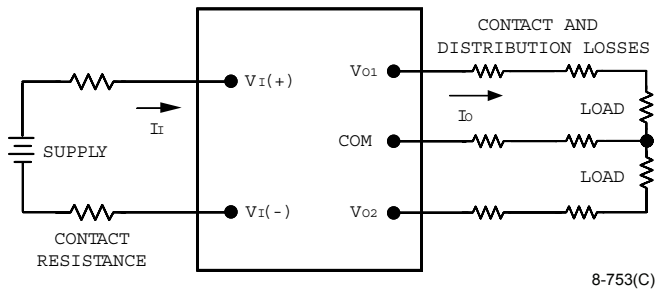 CONTACT AND
DISTRIBUTION LOSSES
VI(+)
VO1
II
IO
LOAD
SUPPLY
COM
LOAD
VI(-)
VO2
CONTACT
RESISTANCE
8-753(C)